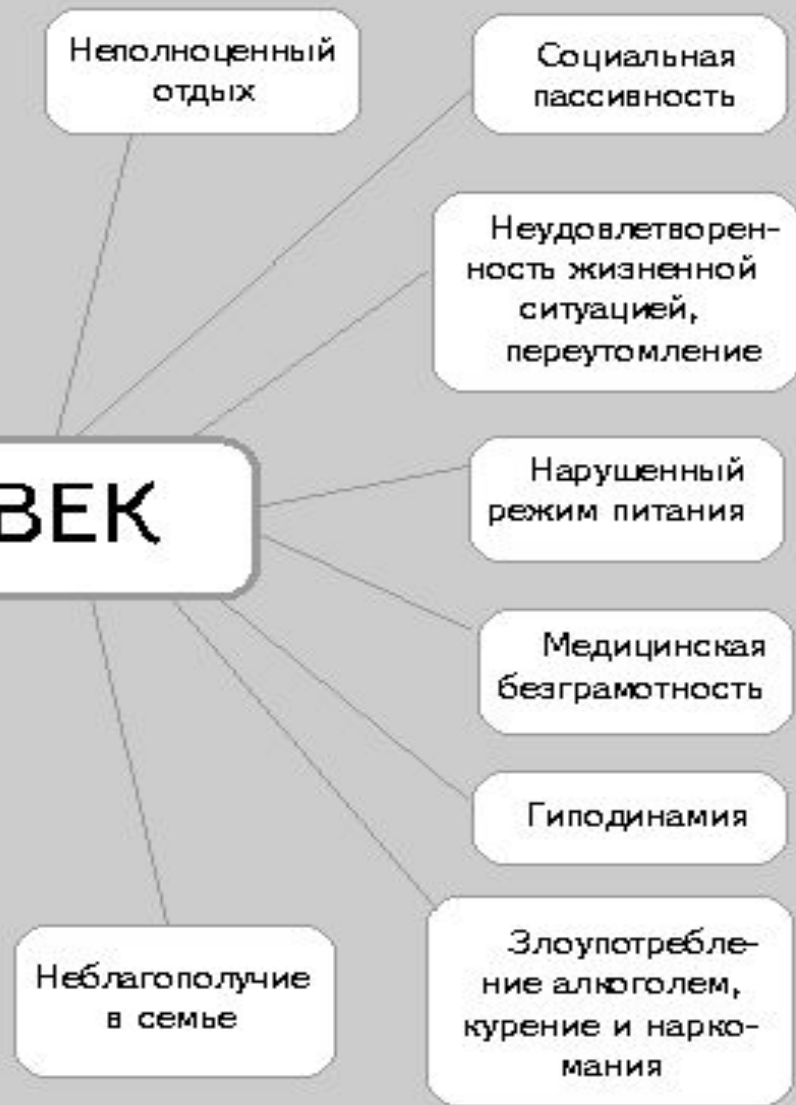 Неполноценный
отдых
Социальная
пассивность
Неудовлетворен-
ность жизненной
ситуацией,
переутомление
ВЕК
Нарушенный
режим питания
Медицинская
безграмотность
Гиподинамия
Неблагополучие
в семье
Злоупотребле-
ние алкоголем,
курение и нарко-
мания